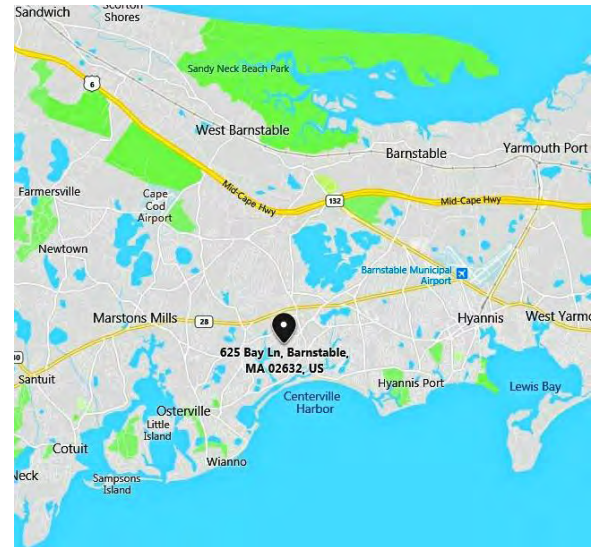 Sandwich
Scorton
Shores
Sandy Neck Beach Park
6
West Barnstable
Barnstable
Yarmouth Port
Farmersville
Cape
Cod
Airport
Mid-Cape Hwy
132
Mid-Cape Hwy
Newtown
Barnstable Municipal
Airport
Marstons Mills
28
Hyannis
West Yarmo
625 Bay Ln, Barnstable,
MA 02632, US
30
Santuit
Hyannis Port
Lewis Bay
Centerville
Harbor
Osterville
Little
Island
Cotuit
Wianno
Neck
Sampsons
Island